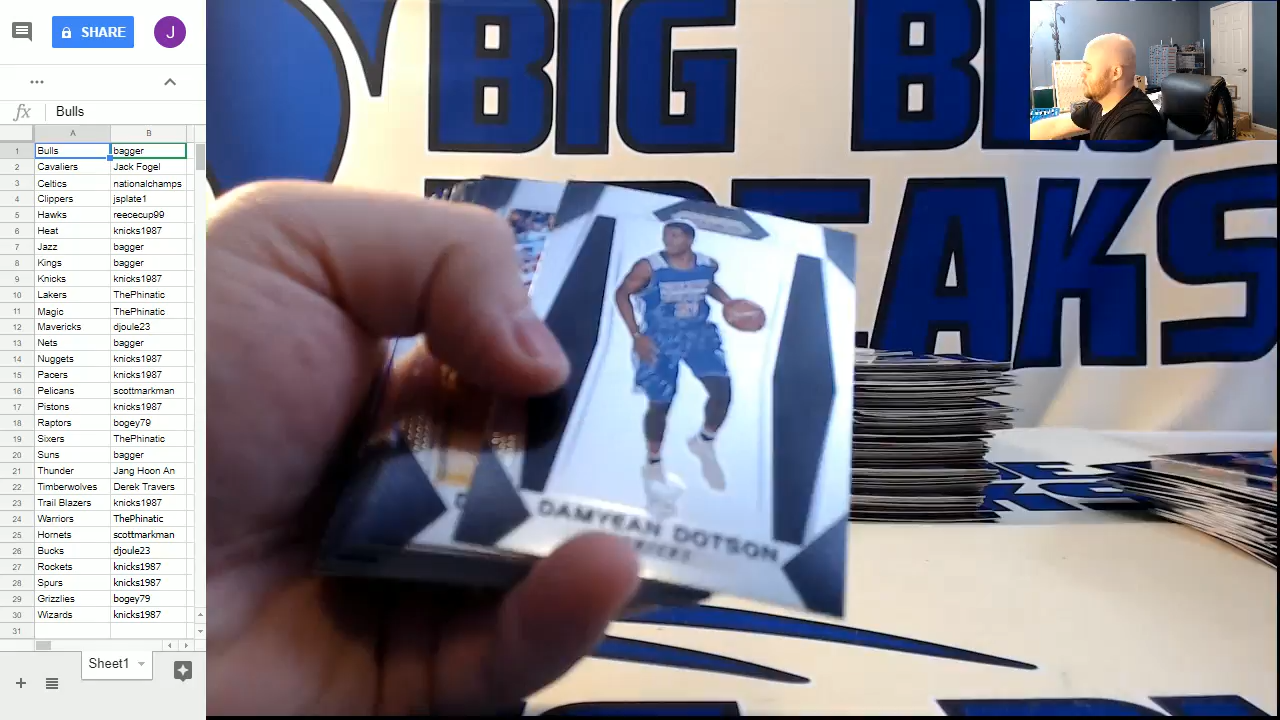 SHARE
J
...
fx Bulls
A B
1 Bulls bagger
2 Cavaliers Jack Fogel
3 Celtics nationalchamps
4 Clippers jsplate1
5 Hawks reececup99
6 Heat knicks1987
7 Jazz bagger
8 Kings bagger
9 Knicks knicks1987
10 Lakers ThePhinatic
11 Magic ThePhinatic
12 Mavericks djoule23
13 Nets bagger
14 Nuggets knicks1987
15 Pacers knicks1987
16 Pelicans scottmarkman
17 Pistons knicks1987
18 Raptors bogey79
19 Sixers ThePhinatic
20 Suns bagger
21 Thunder Jang Hoon An
22 Timberwolves Derek Travers
23 Trail Blazers knicks1987
24 Warriors ThePhinatic
25 Hornets scottmarkman
26 Bucks djoule23
27 Rockets knicks1987
28 Spurs knicks1987
29 Grizzlies bogey79
30 Wizards knicks1987
31
Sheet1
BIG BL
EAKS
DAMYEAN DOTSON